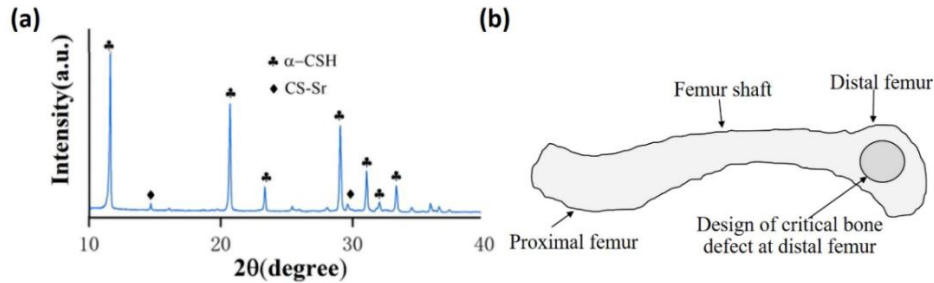 (a)
Intensity(a.u.)
♣ α-CSH
♦ CS-Sr
10 20 30 40
2θ(degree)
(b)
Femur shaft
Distal femur
Proximal femur
Design of critical bone
defect at distal femur